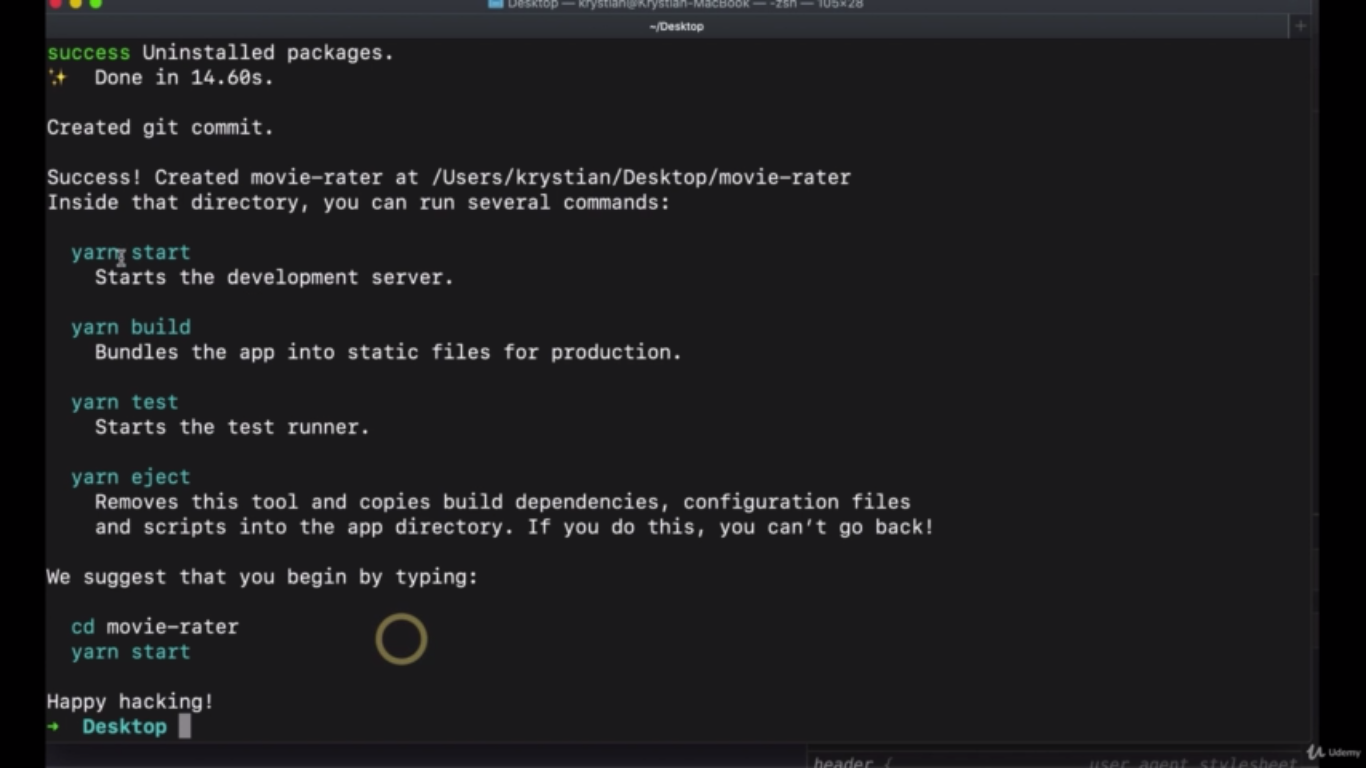 Desktop — krystian@Krystian-MacBook — -zsh — 105×28
~/Desktop
success Uninstalled packages.
✨ Done in 14.60s.
Created git commit.
Success! Created movie-rater at /Users/krystian/Desktop/movie-rater
Inside that directory, you can run several commands:
yarn start
Starts the development server.
yarn build
Bundles the app into static files for production.
yarn test
Starts the test runner.
yarn eject
Removes this tool and copies build dependencies, configuration files
and scripts into the app directory. If you do this, you can’t go back!
We suggest that you begin by typing:
cd movie-rater
yarn start
Happy hacking!
➜ Desktop
header { user agent stylesheet
Udemy